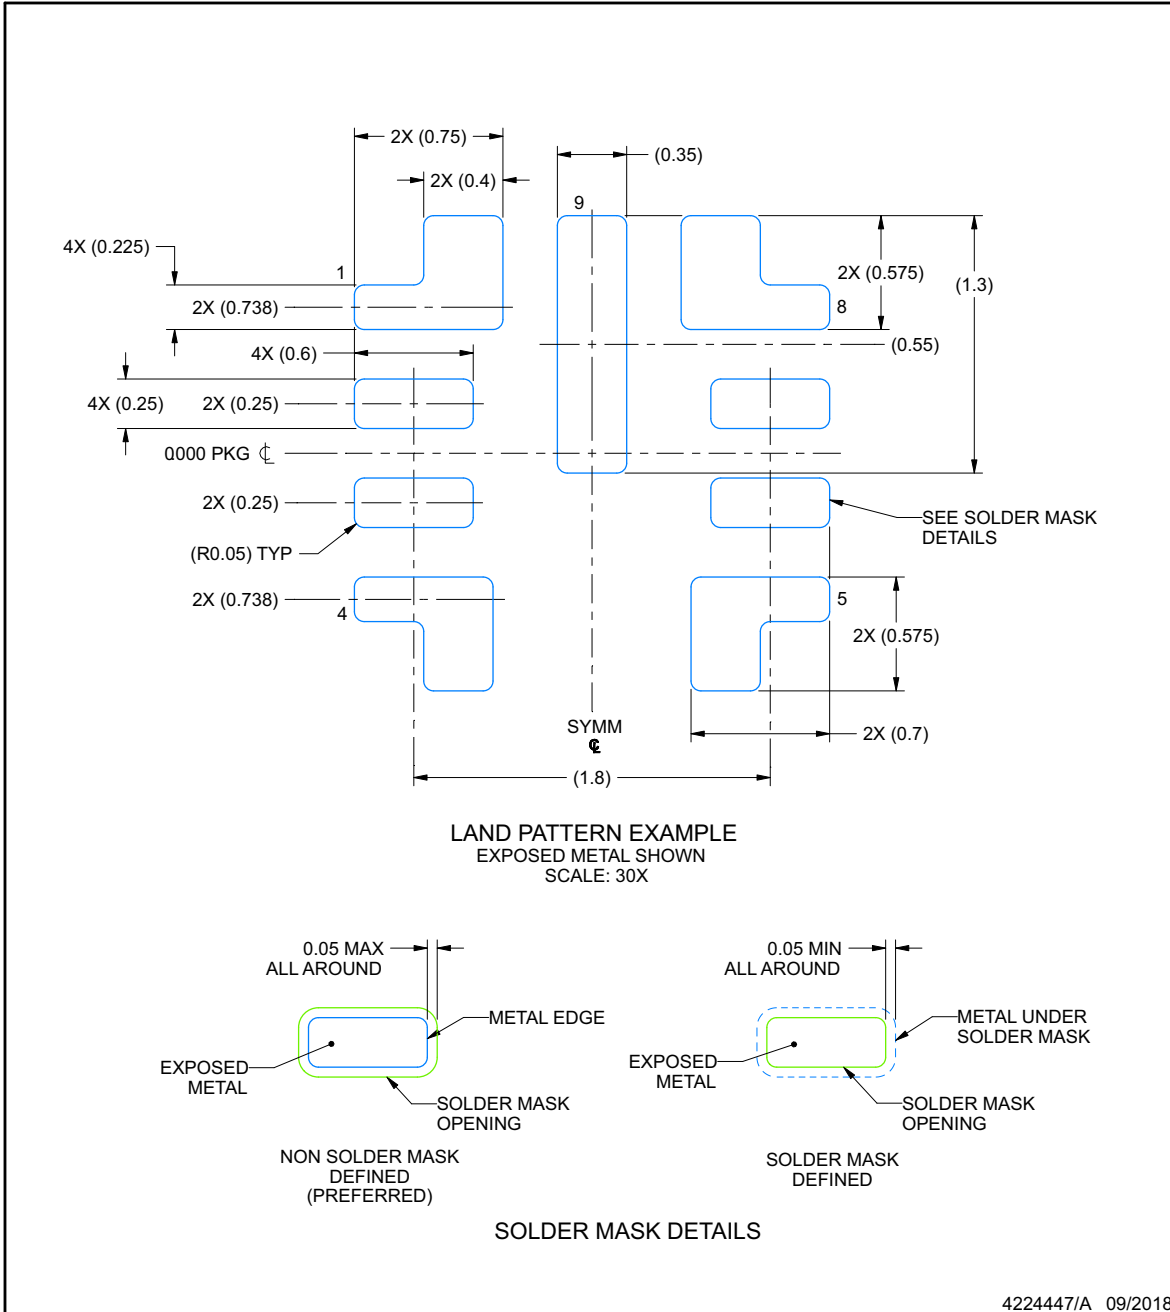 2X (0.75)
(0.35)
2X (0.4)
9
4X (0.225)
1
2X (0.575)
(1.3)
2X (0.738)
8
(0.55)
4X (0.6)
4X (0.25)
2X (0.25)
0.000 PKG ℄
2X (0.25)
SEE SOLDER MASK
DETAILS
(R0.05) TYP
2X (0.738)
4
5
2X (0.575)
SYMM
℄
2X (0.7)
(1.8)
LAND PATTERN EXAMPLE
EXPOSED METAL SHOWN
SCALE: 30X
0.05 MAX
ALL AROUND
METAL EDGE
EXPOSED
METAL
SOLDER MASK
OPENING
NON SOLDER MASK
DEFINED
(PREFERRED)
0.05 MIN
ALL AROUND
METAL UNDER
SOLDER MASK
EXPOSED
METAL
SOLDER MASK
OPENING
SOLDER MASK
DEFINED
SOLDER MASK DETAILS
4224447/A 09/2018